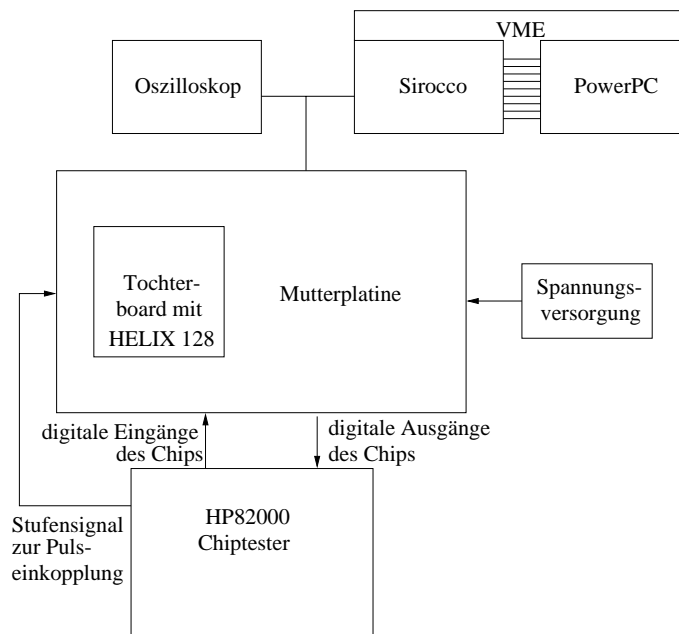 VME
Oszilloskop
Sirocco
PowerPC
Tochter-
board mit
HELIX 128
Mutterplatine
Spannungs-
versorgung
digitale Eingänge
des Chips
digitale Ausgänge
des Chips
Stufensignal
zur Puls-
einkopplung
HP82000
Chiptester